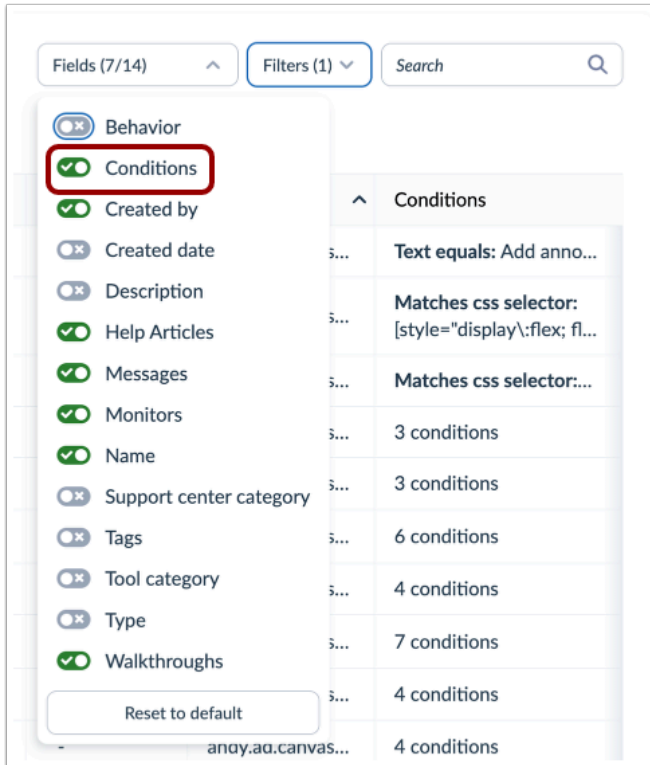 Fields (7/14)
Filters (1)
Search
Behavior
Conditions
Created by
Created date
Description
Help Articles
Messages
Monitors
Name
Support center category
Tags
Tool category
Type
Walkthroughs
Reset to default
Conditions
s... Text equals: Add anno...
s... Matches css selector:
[style="display\:flex; fl...
s... Matches css selector:...
s... 3 conditions
s... 3 conditions
s... 6 conditions
s... 4 conditions
s... 7 conditions
s... 4 conditions
- andy.ad.canvas... 4 conditions